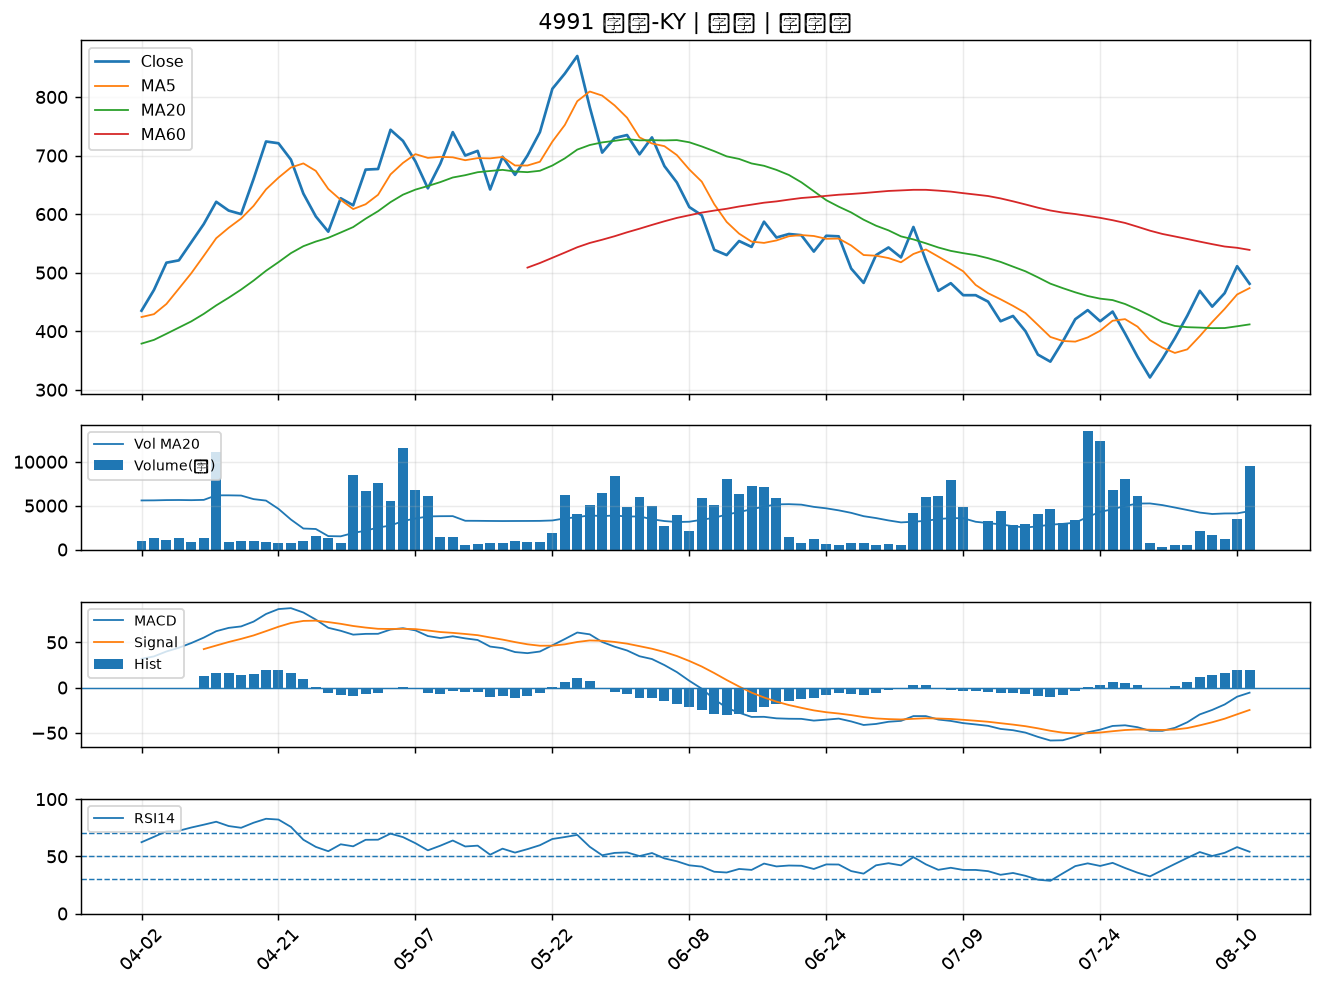 4991 -KY | |
Close
MA5
MA20
MA60
800
700
600
500
400
300
Vol MA20
Volume( )
10000
5000
0
MACD
Signal
Hist
50
0
−50
RSI14
100
50
0
04-02
04-21
05-07
05-22
06-08
06-24
07-09
07-24
08-10